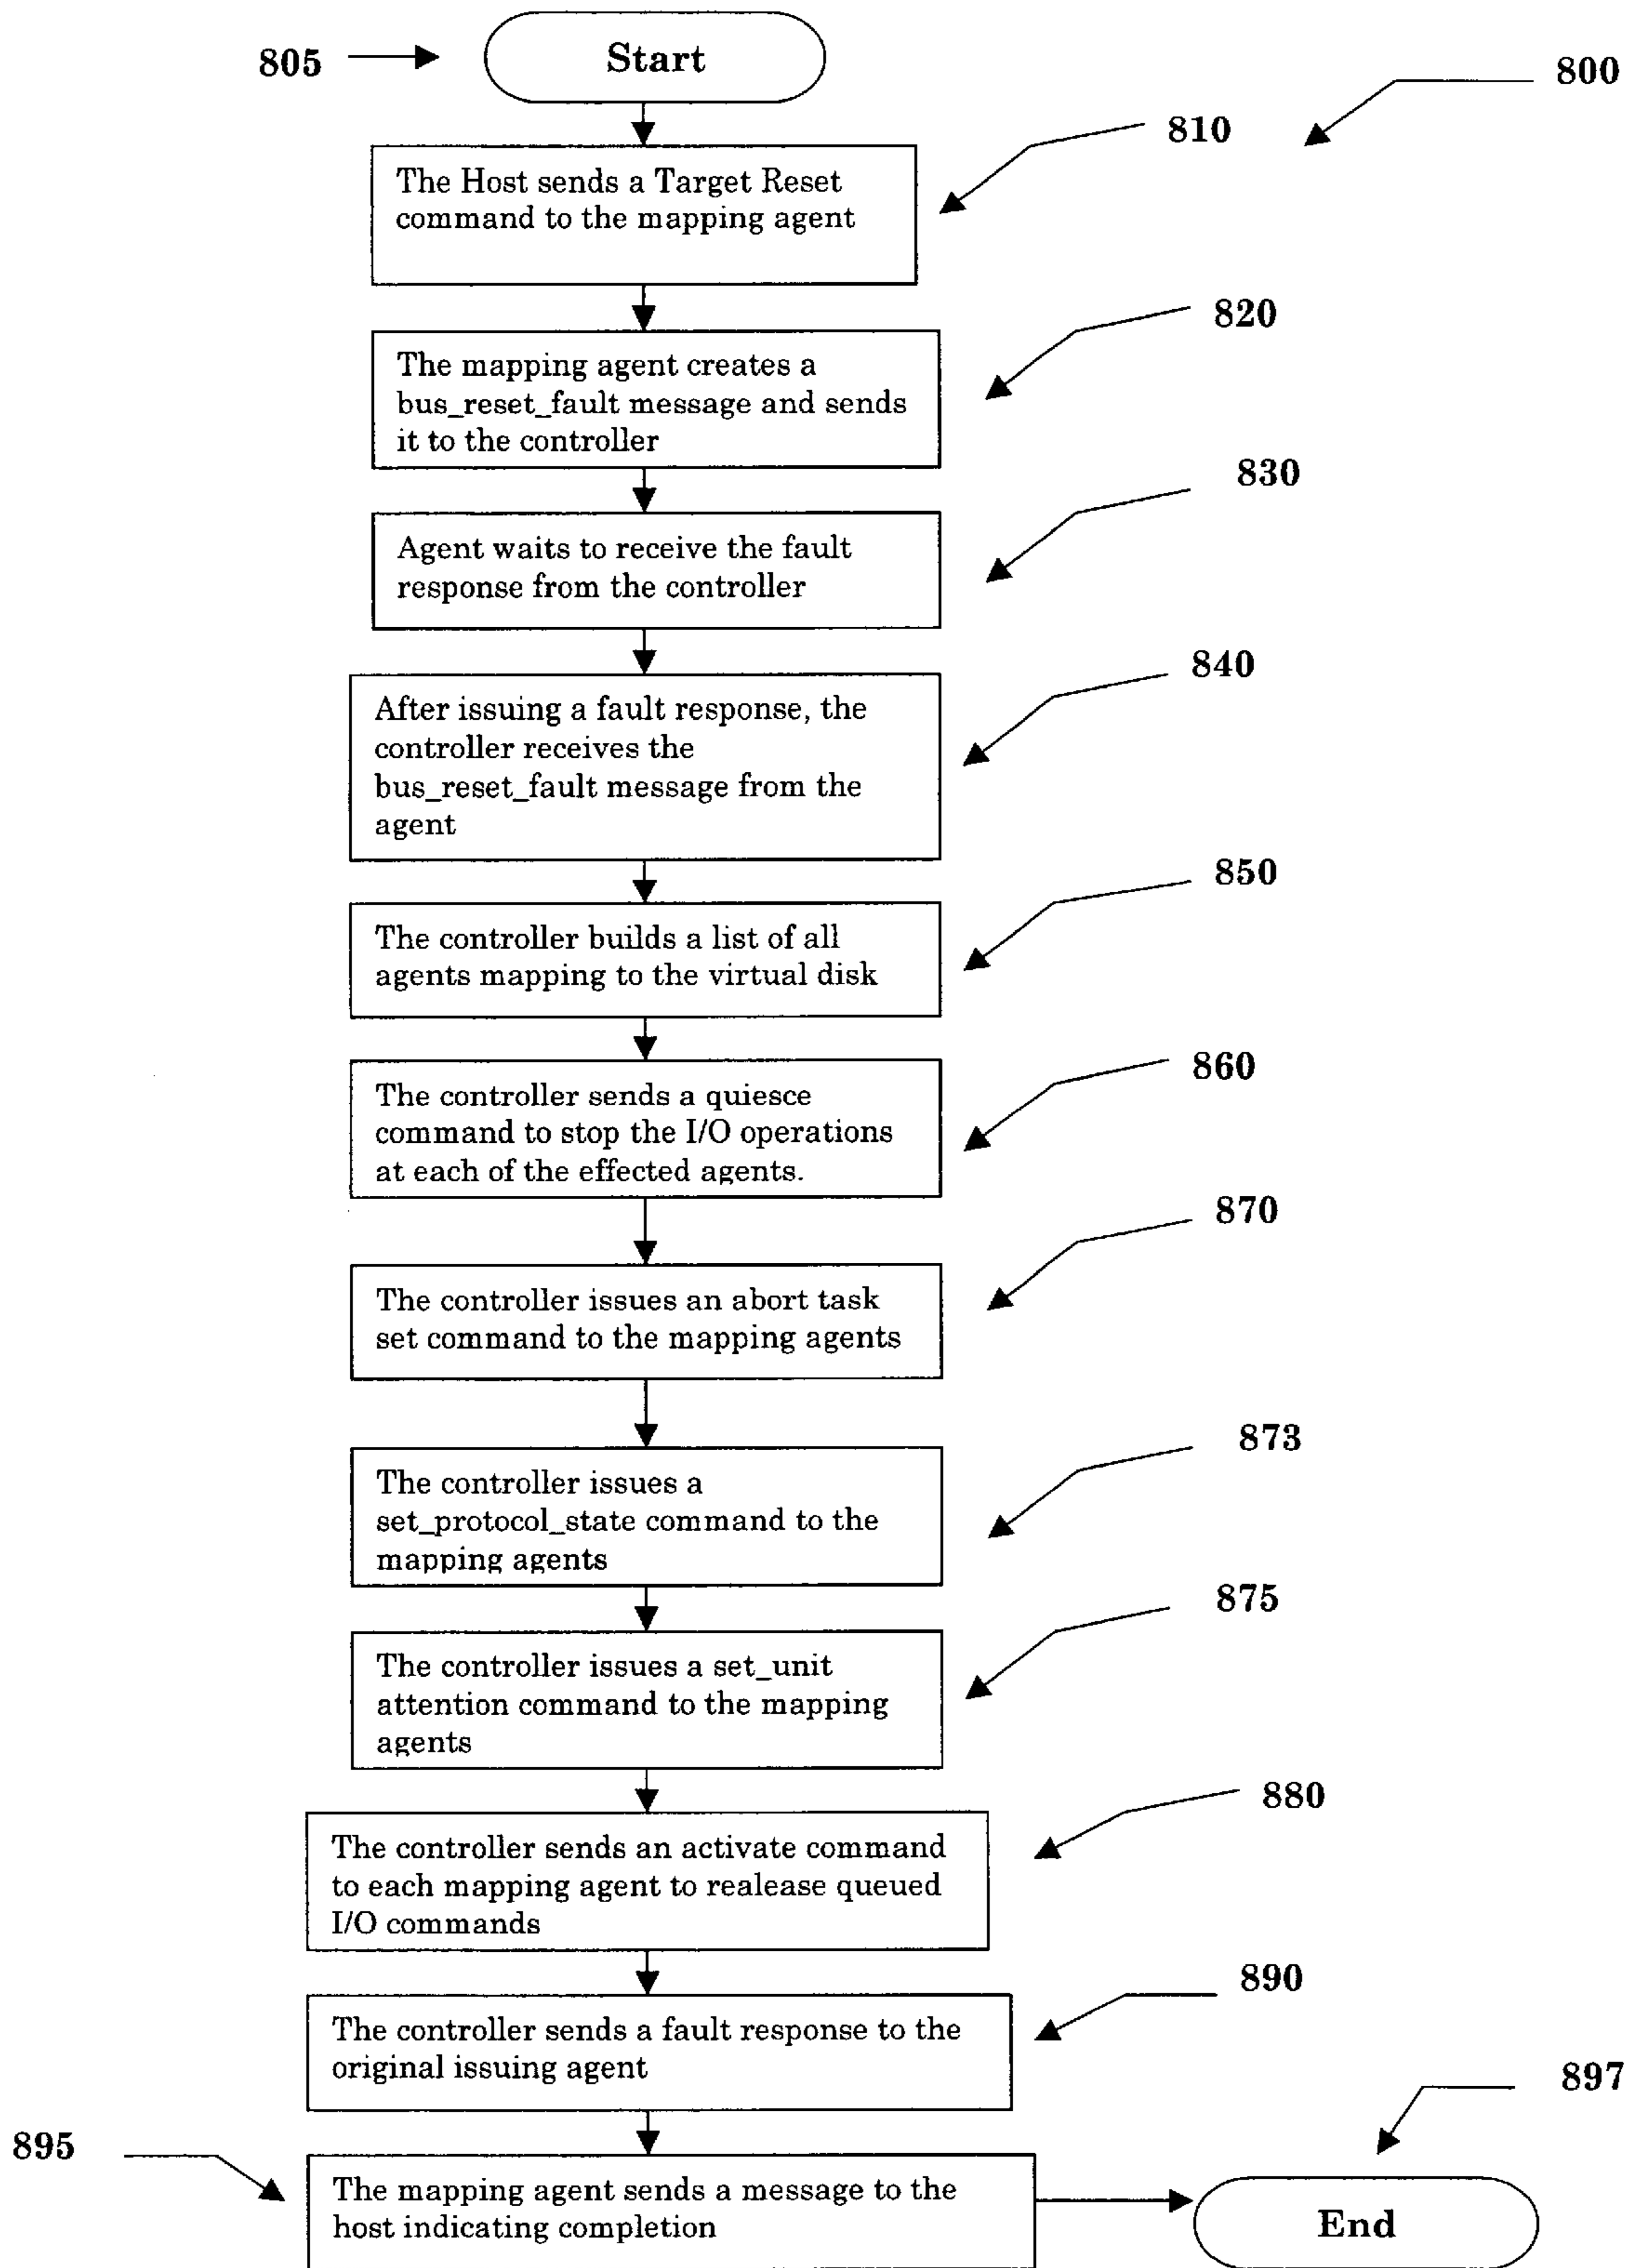 805
Start
800
810
The Host sends a Target Reset
command to the mapping agent
820
The mapping agent creates a
bus_reset_fault message and sends
it to the controller
830
Agent waits to receive the fault
response from the controller
840
After issuing a fault response, the
controller receives the
bus_reset_fault message from the
agent
850
The controller builds a list of all
agents mapping to the virtual disk
860
The controller sends a quiesce
command to stop the I/O operations
at each of the effected agents.
870
The controller issues an abort task
set command to the mapping agents
873
The controller issues a
set_protocol_state command to the
mapping agents
875
The controller issues a set_unit
attention command to the mapping
agents
880
The controller sends an activate command
to each mapping agent to realease queued
I/O commands
890
The controller sends a fault response to the
original issuing agent
897
895
The mapping agent sends a message to the
host indicating completion
End